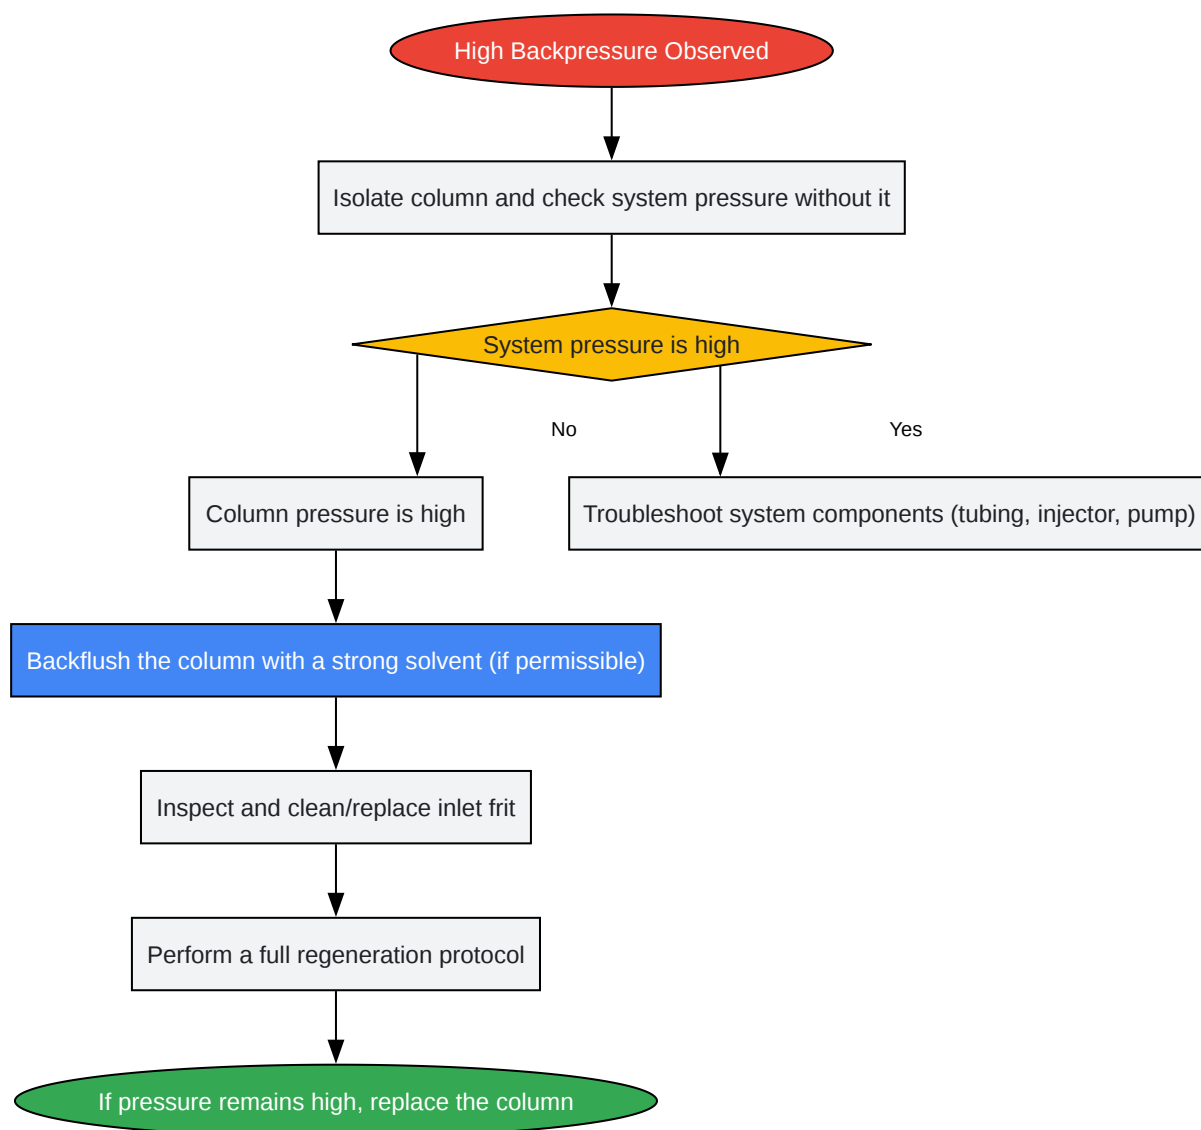 High Backpressure Observed
Isolate column and check system pressure without it
System pressure is high
No
Yes
Column pressure is high
Troubleshoot system components (tubing, injector, pump)
Backflush the column with a strong solvent (if permissible)
Inspect and clean/replace inlet frit
Perform a full regeneration protocol
If pressure remains high, replace the column